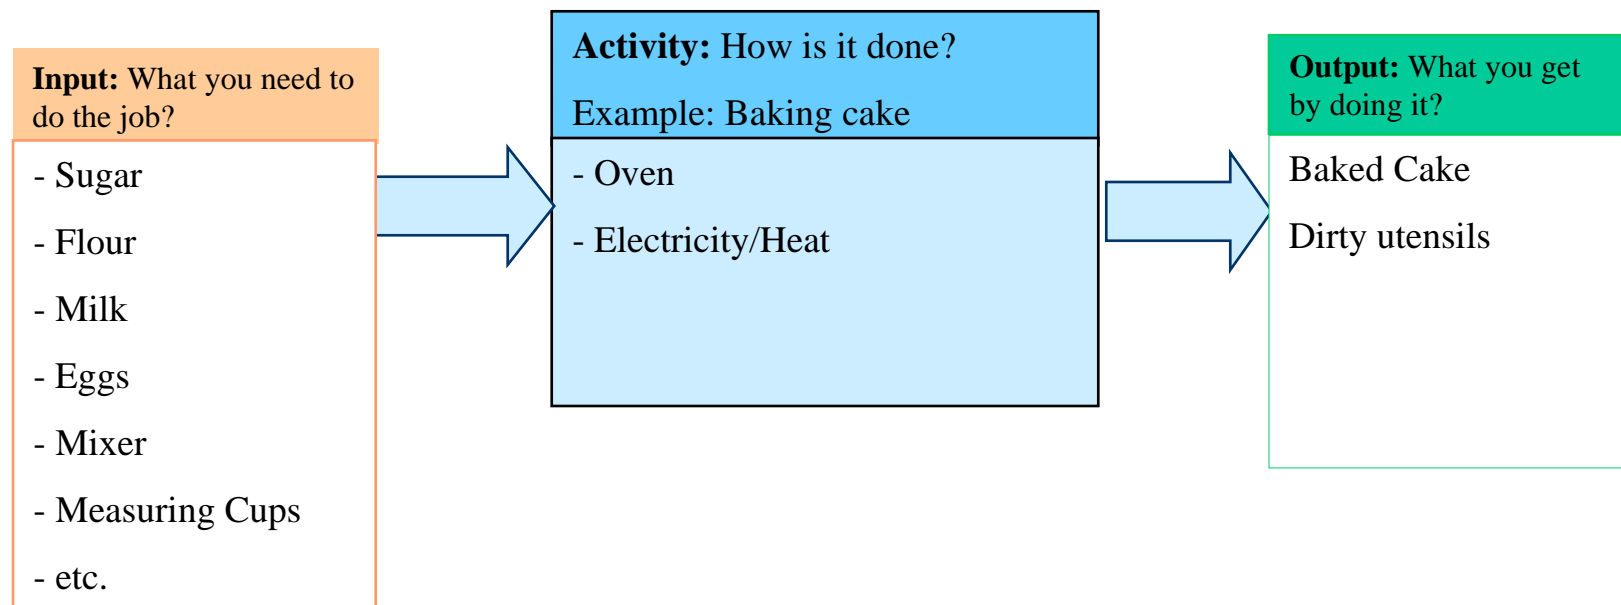 Input: What you need to
do the job?
- Sugar
- Flour
- Milk
- Eggs
- Mixer
- Measuring Cups
- etc.
Activity: How is it done?
Example: Baking cake
- Oven
- Electricity/Heat
Output: What you get
by doing it?
Baked Cake
Dirty utensils